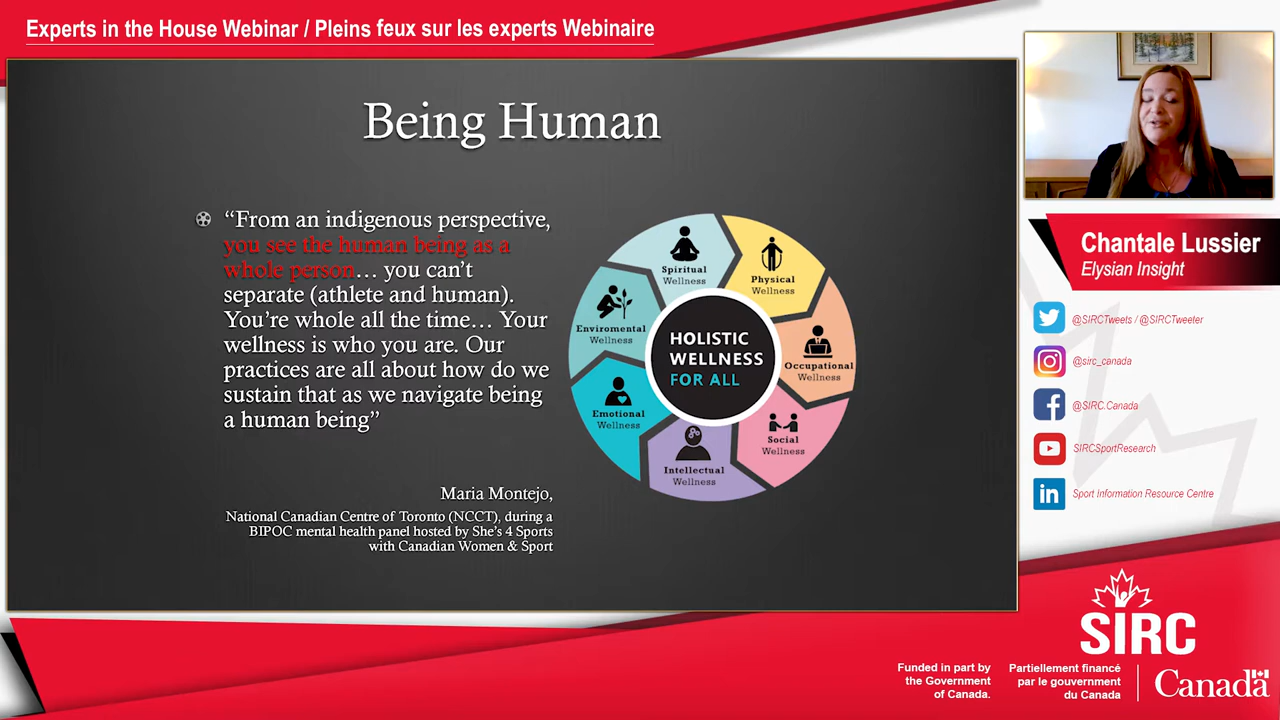 Experts in the House Webinar / Pleins feux sur les experts Webinaire
Being Human
“From an indigenous perspective,
you see the human being as a
whole person… you can’t
separate (athlete and human).
You’re whole all the time… Your
wellness is who you are. Our
practices are all about how do we
sustain that as we navigate being
a human being”
Maria Montejo,
National Canadian Centre of Toronto (NCCT), during a
BIPOC mental health panel hosted by She’s 4 Sports
with Canadian Women & Sport
Spiritual
Wellness
Physical
Wellness
Occupational
Wellness
Social
Wellness
Intellectual
Wellness
Emotional
Wellness
Enviromental
Wellness
HOLISTIC
WELLNESS
FOR ALL
Chantale Lussier
Elysian Insight
@SIRCTweets / @SIRCTweeter
@sirc_canada
@SIRC.Canada
SIRCSportResearch
Sport Information Resource Centre
SIRC
Funded in part by
the Government
of Canada.
Partiellement financé
par le gouvernment
du Canada
Canada